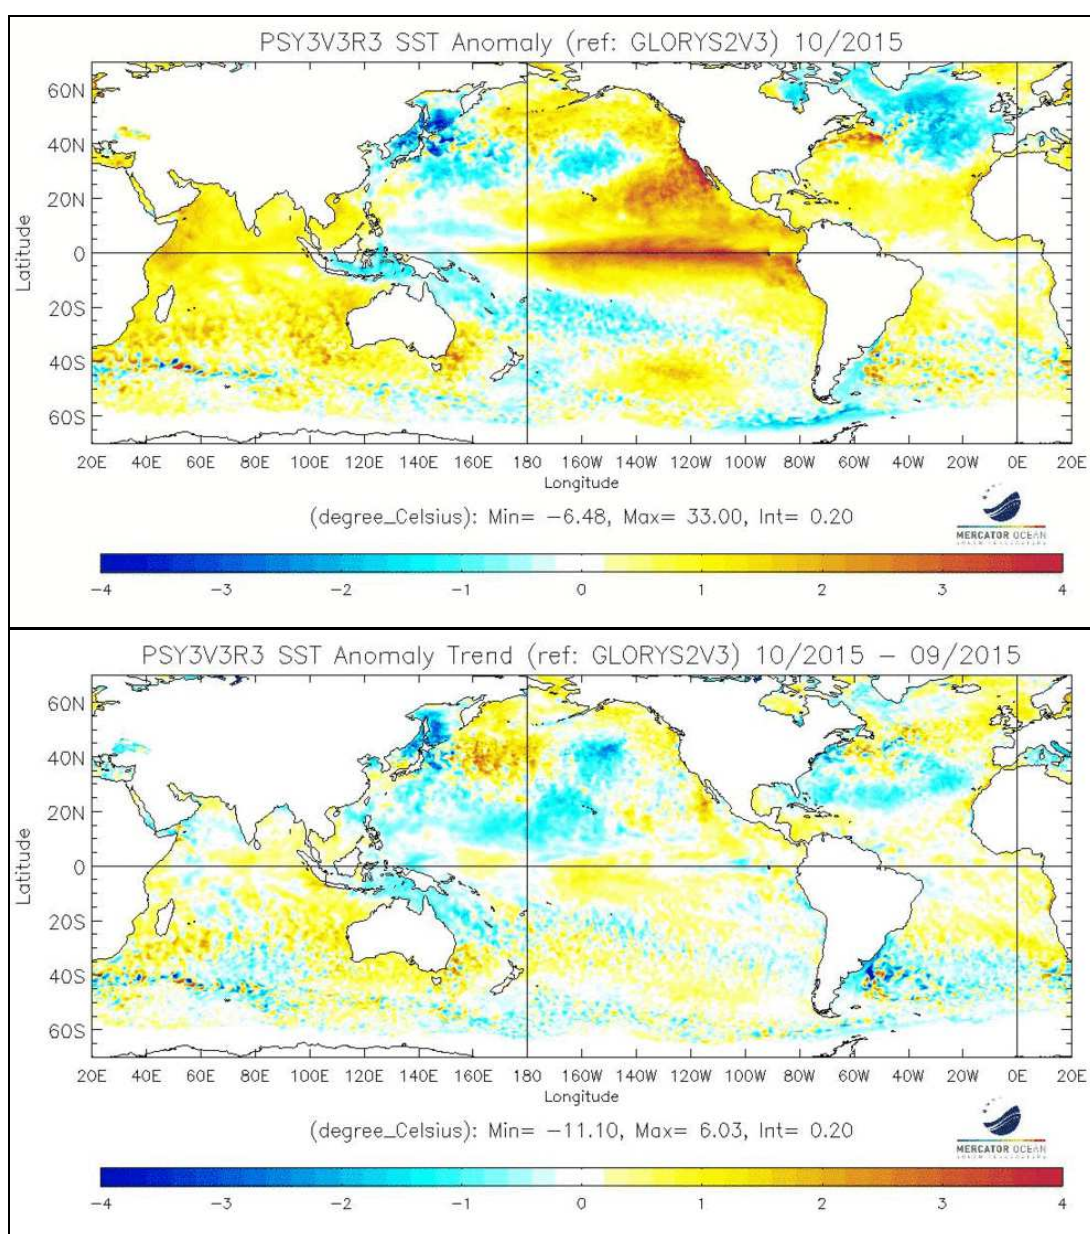 PSY3V3R3 SST Anomaly (ref: GLORYS2V3) 10/2015
60N
40N
20N
0
20S
40S
60S
Latitude
20E 40E 60E 80E 100E 120E 140E 160E 180 160W 140W 120W 100W 80W 60W 40W 20W 0E 20E
Longitude
(degree_Celsius): Min= -6.48, Max= 33.00, Int= 0.20
MERCATOR OCEAN
-4 -3 -2 -1 0 1 2 3 4
PSY3V3R3 SST Anomaly Trend (ref: GLORYS2V3) 10/2015 - 09/2015
60N
40N
20N
0
20S
40S
60S
Latitude
20E 40E 60E 80E 100E 120E 140E 160E 180 160W 140W 120W 100W 80W 60W 40W 20W 0E 20E
Longitude
(degree_Celsius): Min= -11.10, Max= 6.03, Int= 0.20
MERCATOR OCEAN
-4 -3 -2 -1 0 1 2 3 4